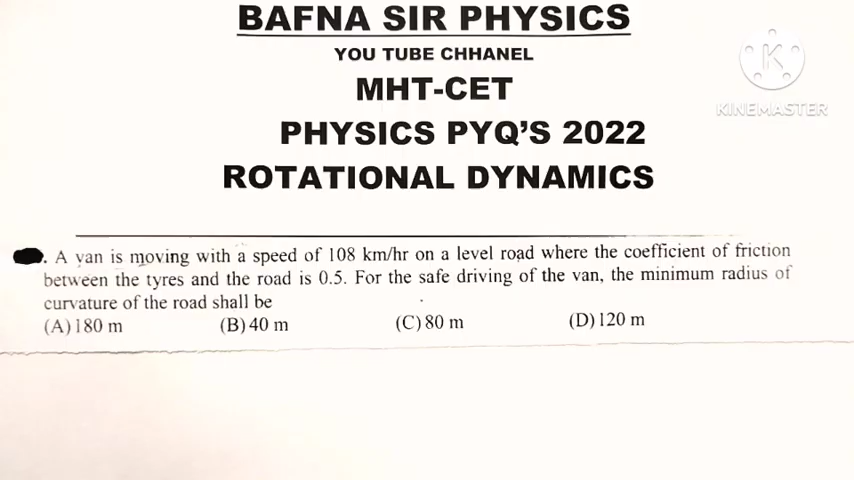 BAFNA SIR PHYSICS
YOU TUBE CHHANEL
MHT-CET
PHYSICS PYQ'S 2022
ROTATIONAL DYNAMICS
K
KINEMASTER
. A van is moving with a speed of 108 km/hr on a level road where the coefficient of friction
between the tyres and the road is 0.5. For the safe driving of the van, the minimum radius of
curvature of the road shall be
(A) 180 m (B) 40 m (C) 80 m (D) 120 m